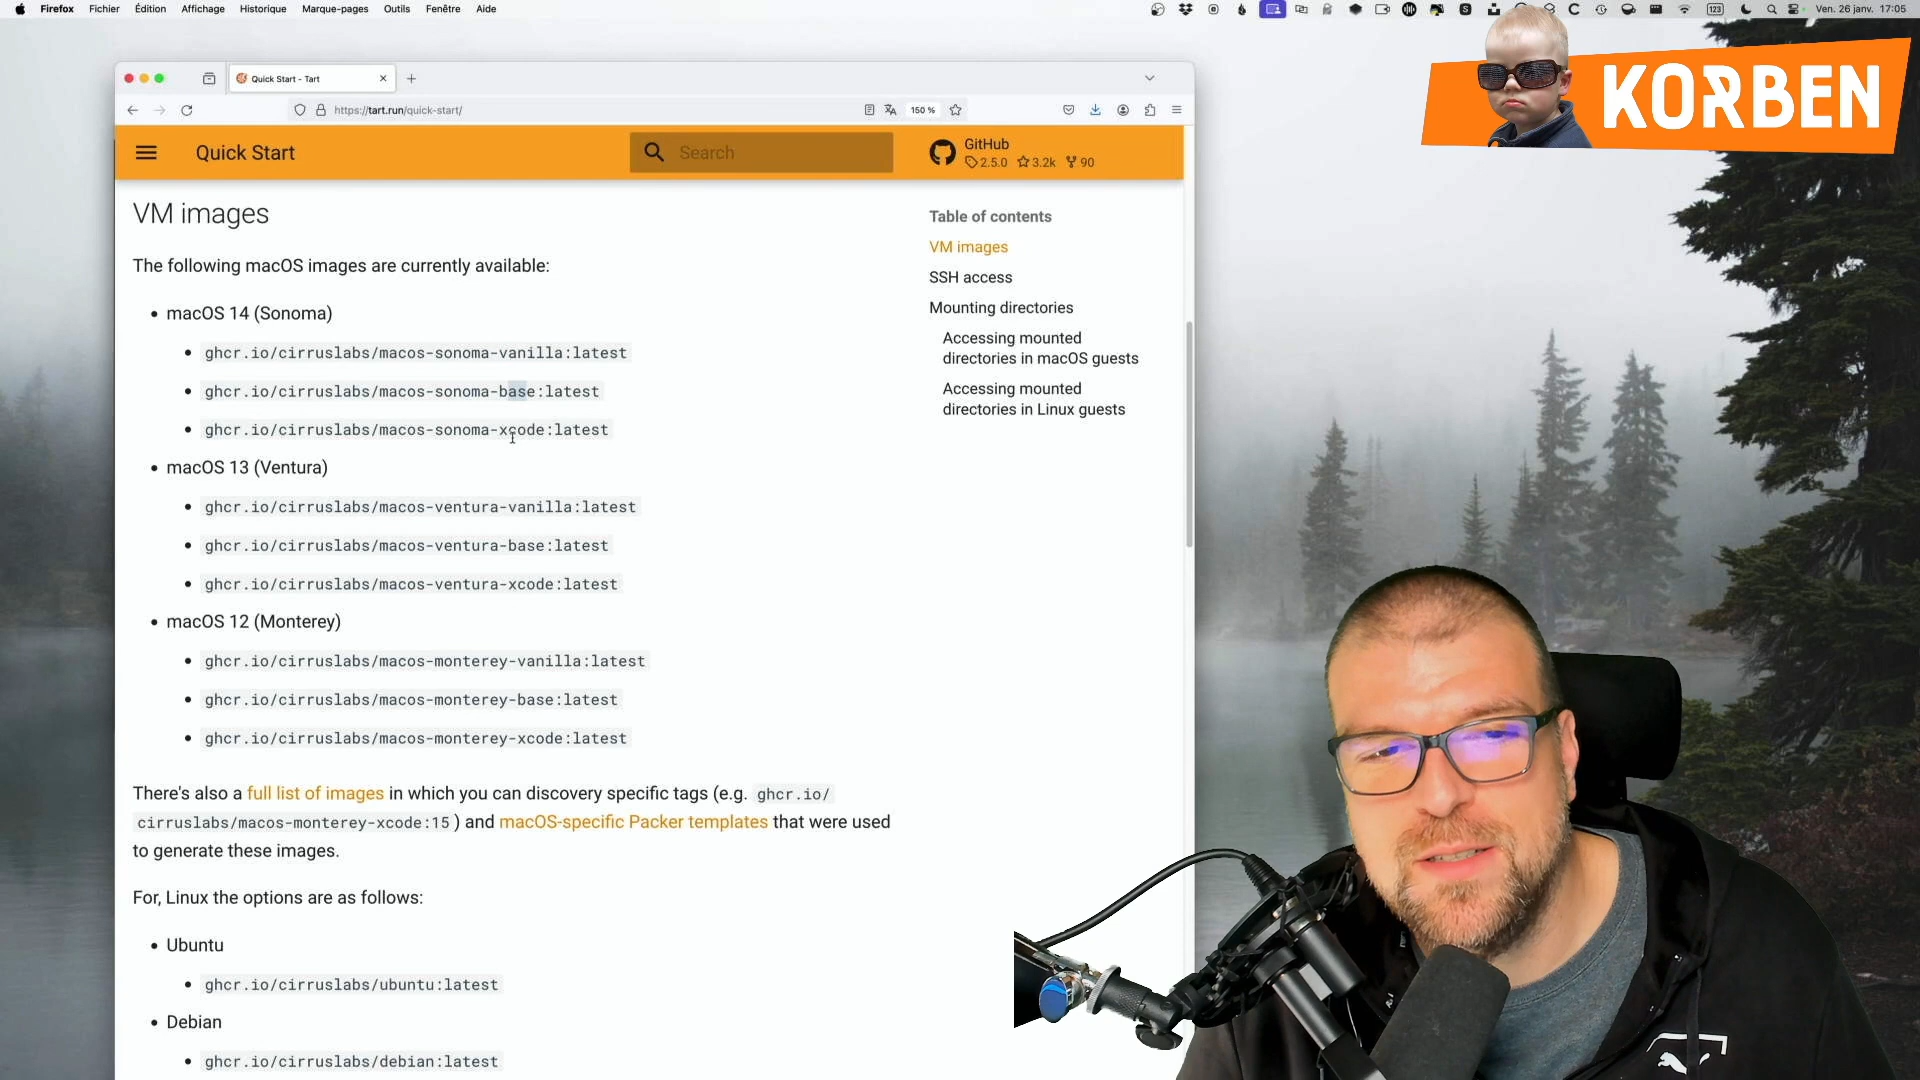 Firefox Fichier Édition Affichage Historique Marque-pages Outils Fenêtre Aide
Ven. 26 janv. 17:05
KORBEN
Quick Start - Tart
https://tart.run/quick-start/
150 %
Quick Start
Search
GitHub
2.5.0 3.2k 90
VM images
The following macOS images are currently available:
macOS 14 (Sonoma)
ghcr.io/cirruslabs/macos-sonoma-vanilla:latest
ghcr.io/cirruslabs/macos-sonoma-base:latest
ghcr.io/cirruslabs/macos-sonoma-xcode:latest
macOS 13 (Ventura)
ghcr.io/cirruslabs/macos-ventura-vanilla:latest
ghcr.io/cirruslabs/macos-ventura-base:latest
ghcr.io/cirruslabs/macos-ventura-xcode:latest
macOS 12 (Monterey)
ghcr.io/cirruslabs/macos-monterey-vanilla:latest
ghcr.io/cirruslabs/macos-monterey-base:latest
ghcr.io/cirruslabs/macos-monterey-xcode:latest
There's also a full list of images in which you can discovery specific tags (e.g. ghcr.io/
cirruslabs/macos-monterey-xcode:15 ) and macOS-specific Packer templates that were used
to generate these images.
For, Linux the options are as follows:
Ubuntu
ghcr.io/cirruslabs/ubuntu:latest
Debian
ghcr.io/cirruslabs/debian:latest
Table of contents
VM images
SSH access
Mounting directories
Accessing mounted
directories in macOS guests
Accessing mounted
directories in Linux guests